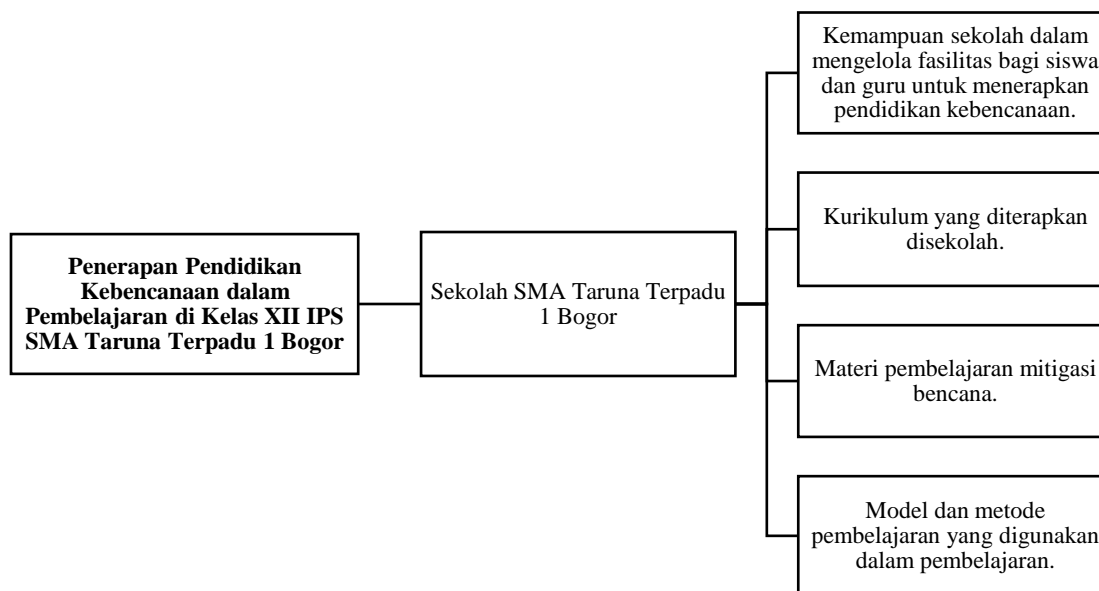 Kemampuan sekolah dalam
mengelola fasilitas bagi siswa
dan guru untuk menerapkan
pendidikan kebencanaan.
Kurikulum yang diterapkan
disekolah.
Penerapan Pendidikan
Kebencanaan dalam
Pembelajaran di Kelas XII IPS
SMA Taruna Terpadu 1 Bogor
Sekolah SMA Taruna Terpadu
1 Bogor
Materi pembelajaran mitigasi
bencana.
Model dan metode
pembelajaran yang digunakan
dalam pembelajaran.